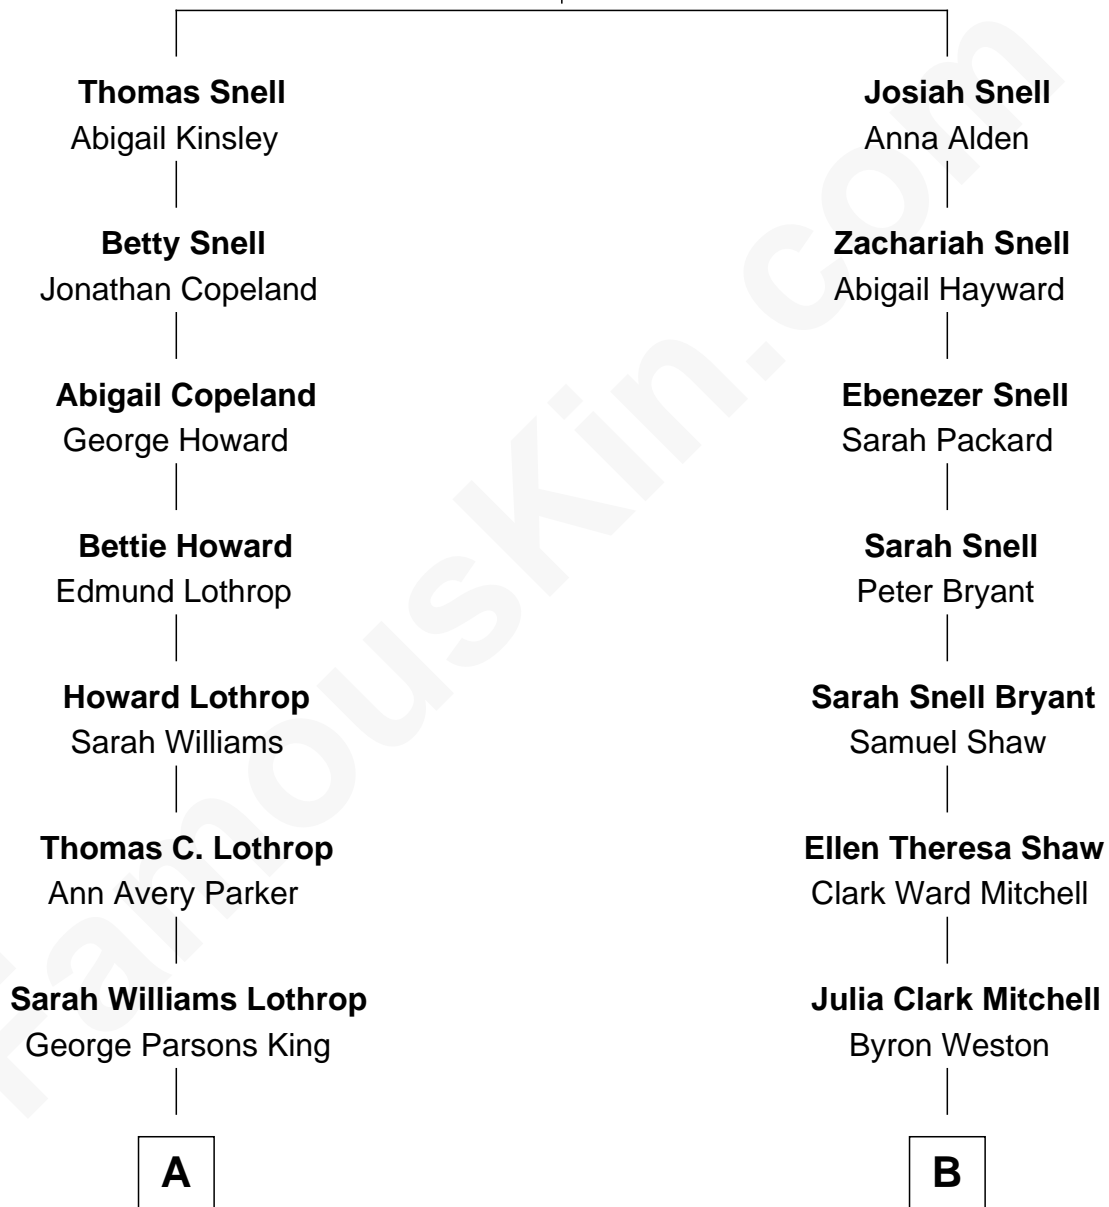 Thomas Snell
Abigail Kinsley
Betty Snell
Jonathan Copeland
Abigail Copeland
George Howard
Bettie Howard
Edmund Lothrop
Howard Lothrop
Sarah Williams
Thomas C. Lothrop
Ann Avery Parker
Sarah Williams Lothrop
George Parsons King
A
Josiah Snell
Anna Alden
Zachariah Snell
Abigail Hayward
Ebenezer Snell
Sarah Packard
Sarah Snell
Peter Bryant
Sarah Snell Bryant
Samuel Shaw
Ellen Theresa Shaw
Clark Ward Mitchell
Julia Clark Mitchell
Byron Weston
B
FamousKin.com